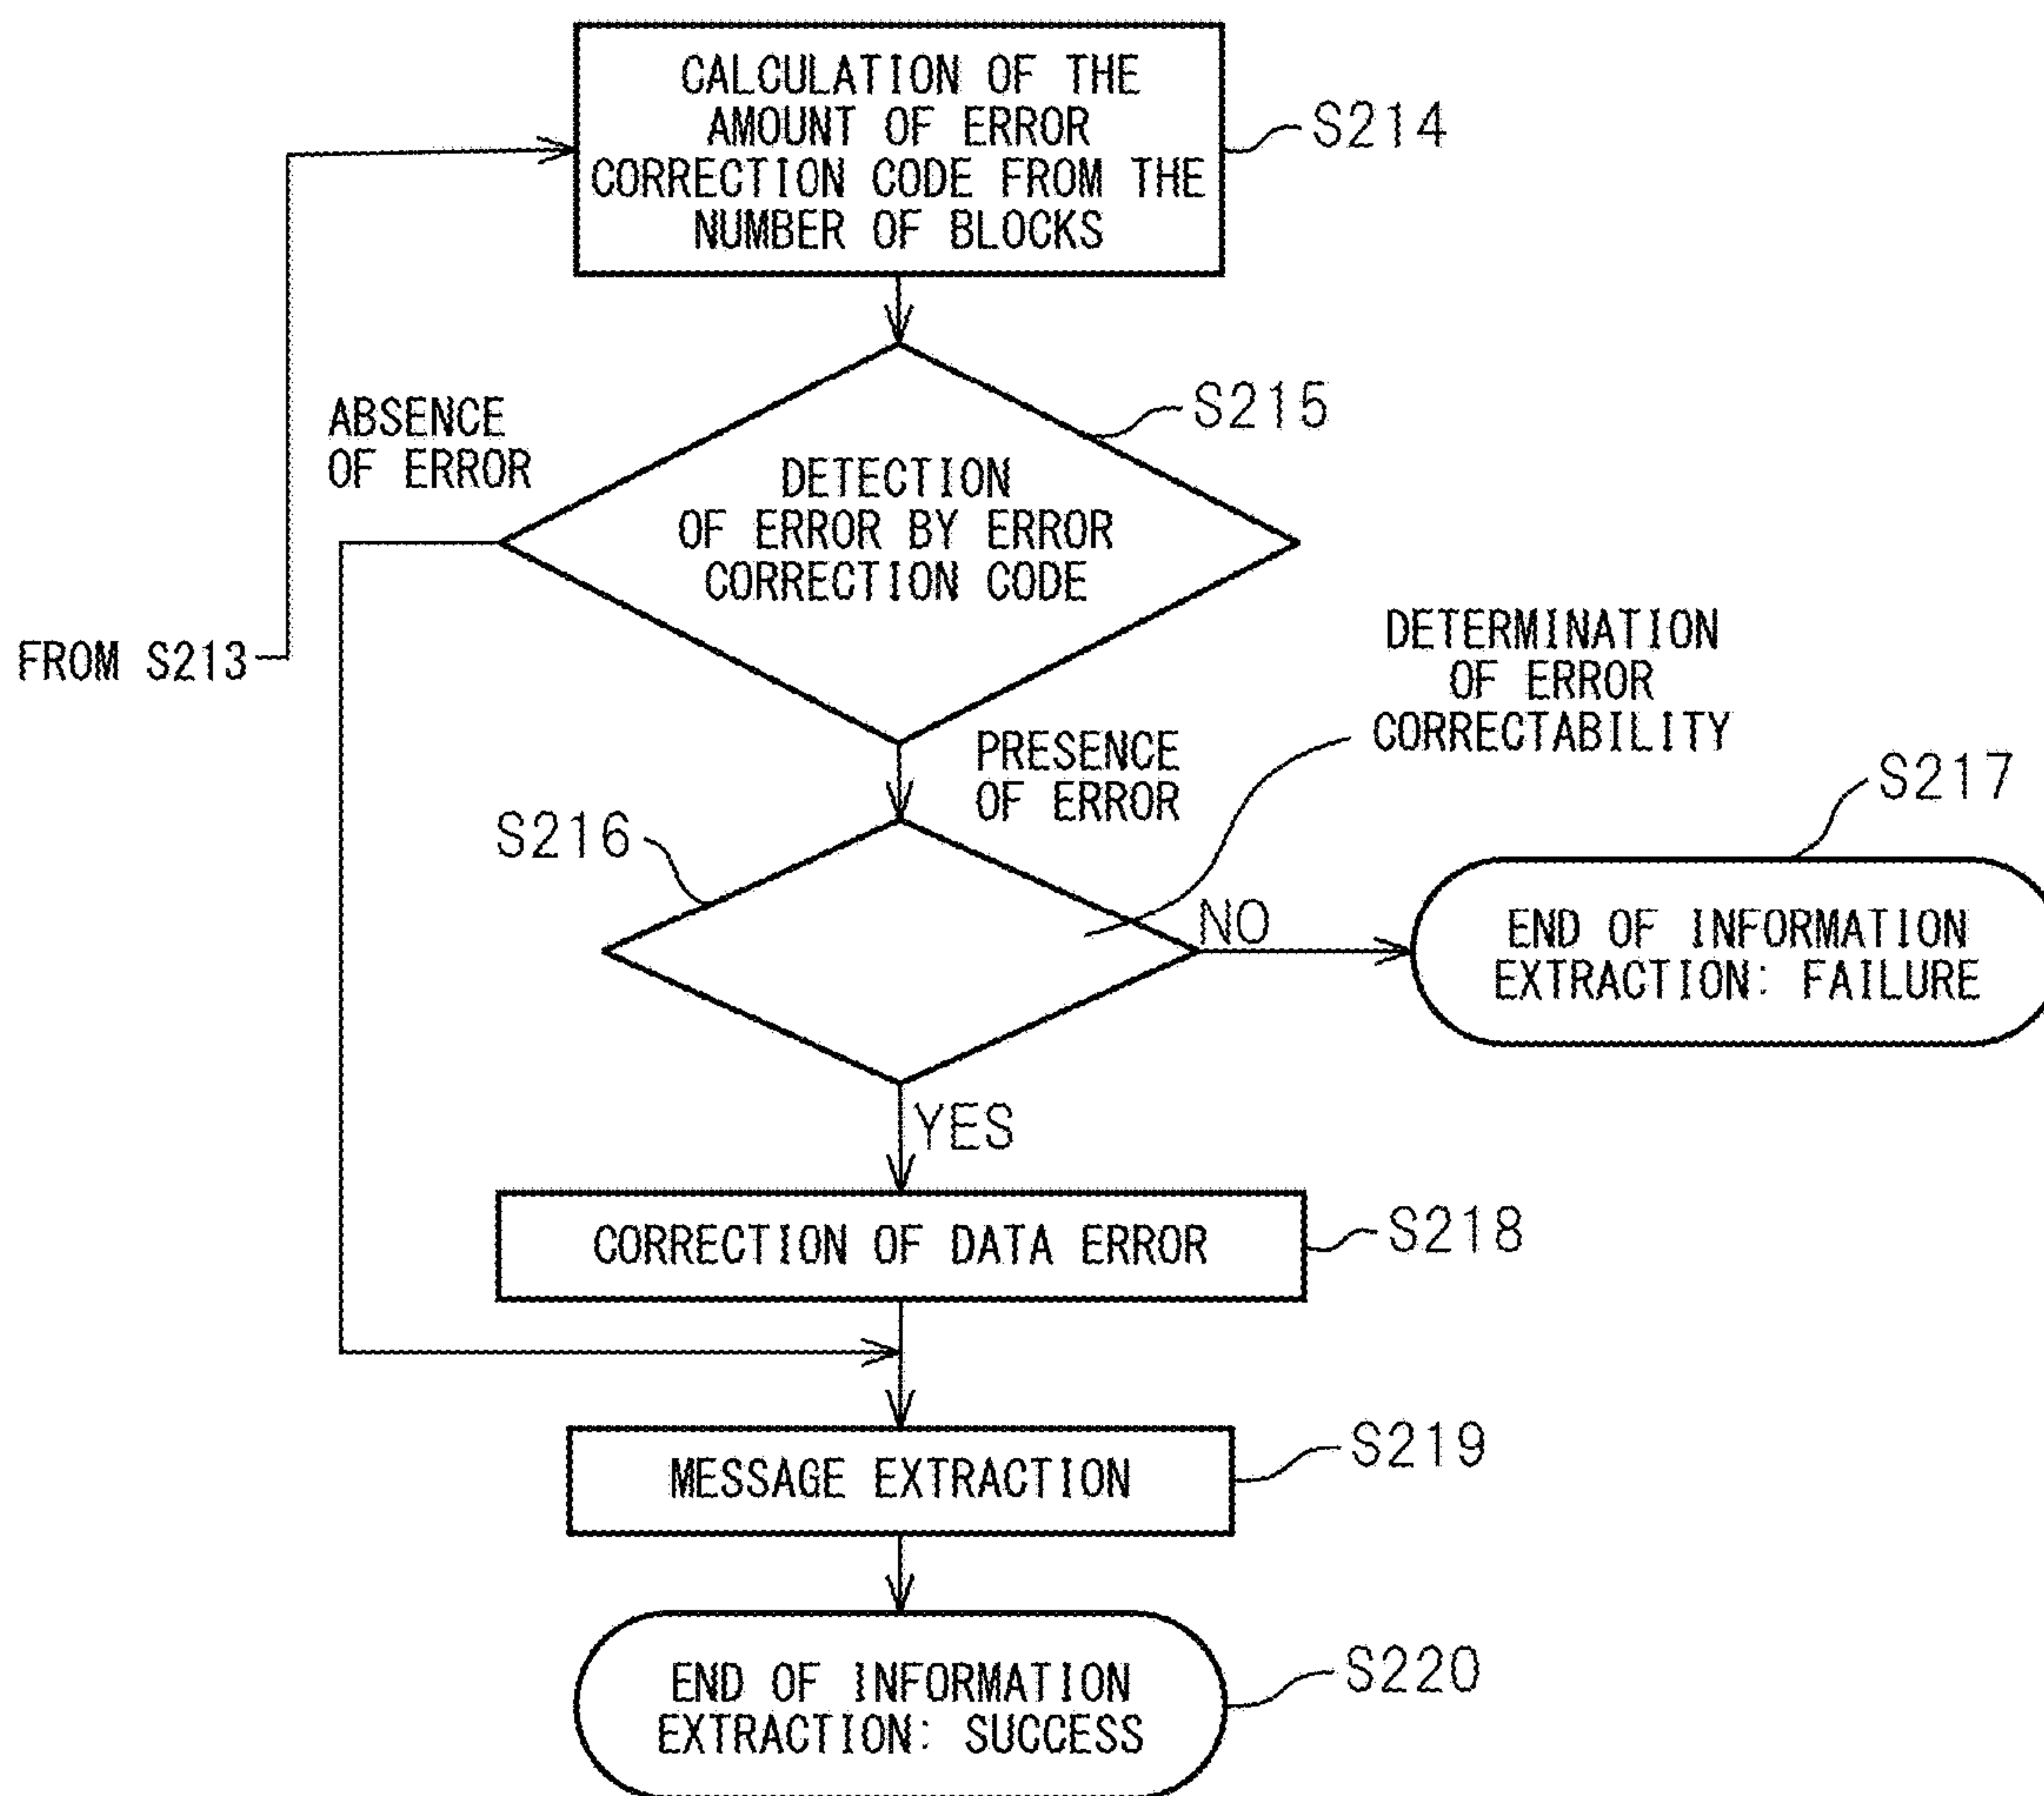 CALCULATION OF THE
AMOUNT OF ERROR
CORRECTION CODE FROM THE
NUMBER OF BLOCKS
S214
S215
ABSENCE
OF ERROR
DETECTION
OF ERROR BY ERROR
CORRECTION CODE
FROM S213
DETERMINATION
OF ERROR
CORRECTABILITY
PRESENCE
OF ERROR
S217
S216
NO
END OF INFORMATION
EXTRACTION: FAILURE
YES
CORRECTION OF DATA ERROR
S218
MESSAGE EXTRACTION
S219
END OF INFORMATION
EXTRACTION: SUCCESS
S220